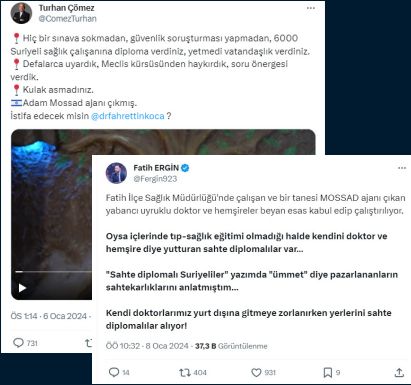 Turhan Çömez
@ComezTurhan
📍Hiç bir sınava sokmadan, güvenlik soruşturması yapmadan, 6000
Suriyeli sağlık çalışanına diploma verdiniz, yetmedi vatandaşlık verdiniz.
📍Defalarca uyardık, Meclis kürsüsünden haykırdık, soru önergesi
verdik.
📍Kulak asmadınız.
🇮🇱Adam Mossad ajanı çıkmış.
İstifa edecek misin @drfahrettinkoca ?
ÖS 1:14 · 6 Oca 2024 ·
731
Fatih ERGİN
@Fergin923
Fatih İlçe Sağlık Müdürlüğü'nde çalışan ve bir tanesi MOSSAD ajanı çıkan
yabancı uyruklu doktor ve hemşireler beyan esas kabul edip çalıştırılıyor.
Oysa içlerinde tıp-sağlık eğitimi olmadığı halde kendini doktor ve
hemşire diye yutturan sahte diplomalılar var...
"Sahte diplomalı Suriyeliler" yazımda "ümmet" diye pazarlananların
sahtekarlıklarını anlatmıştım...
Kendi doktorlarımız yurt dışına gitmeye zorlanırken yerlerini sahte
diplomalılar alıyor!
ÖÖ 10:32 · 8 Oca 2024 · 37,3 B Görüntülenme
14 404 931 9